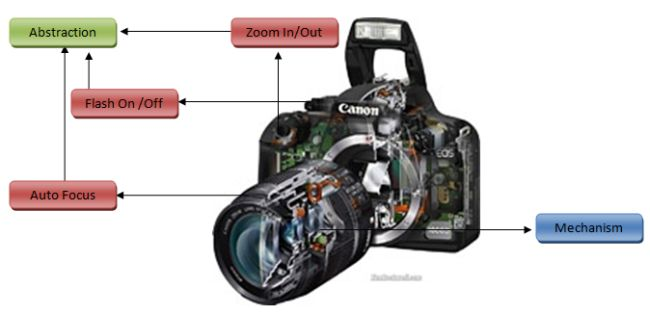 Abstraction
Zoom In/Out
Flash On /Off
Canon
EOS
Auto Focus
Mechanism